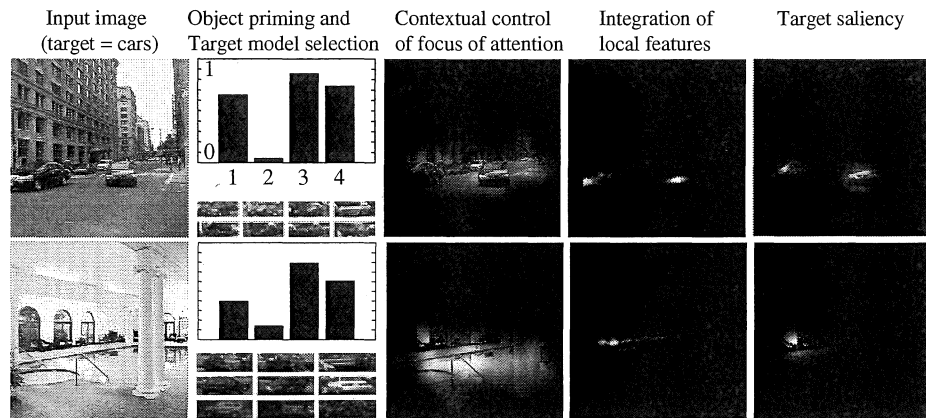 Input image
(target = cars)
Object priming and
Target model selection
Contextual control
of focus of attention
Integration of
local features
Target saliency
1
0
1 2 3 4